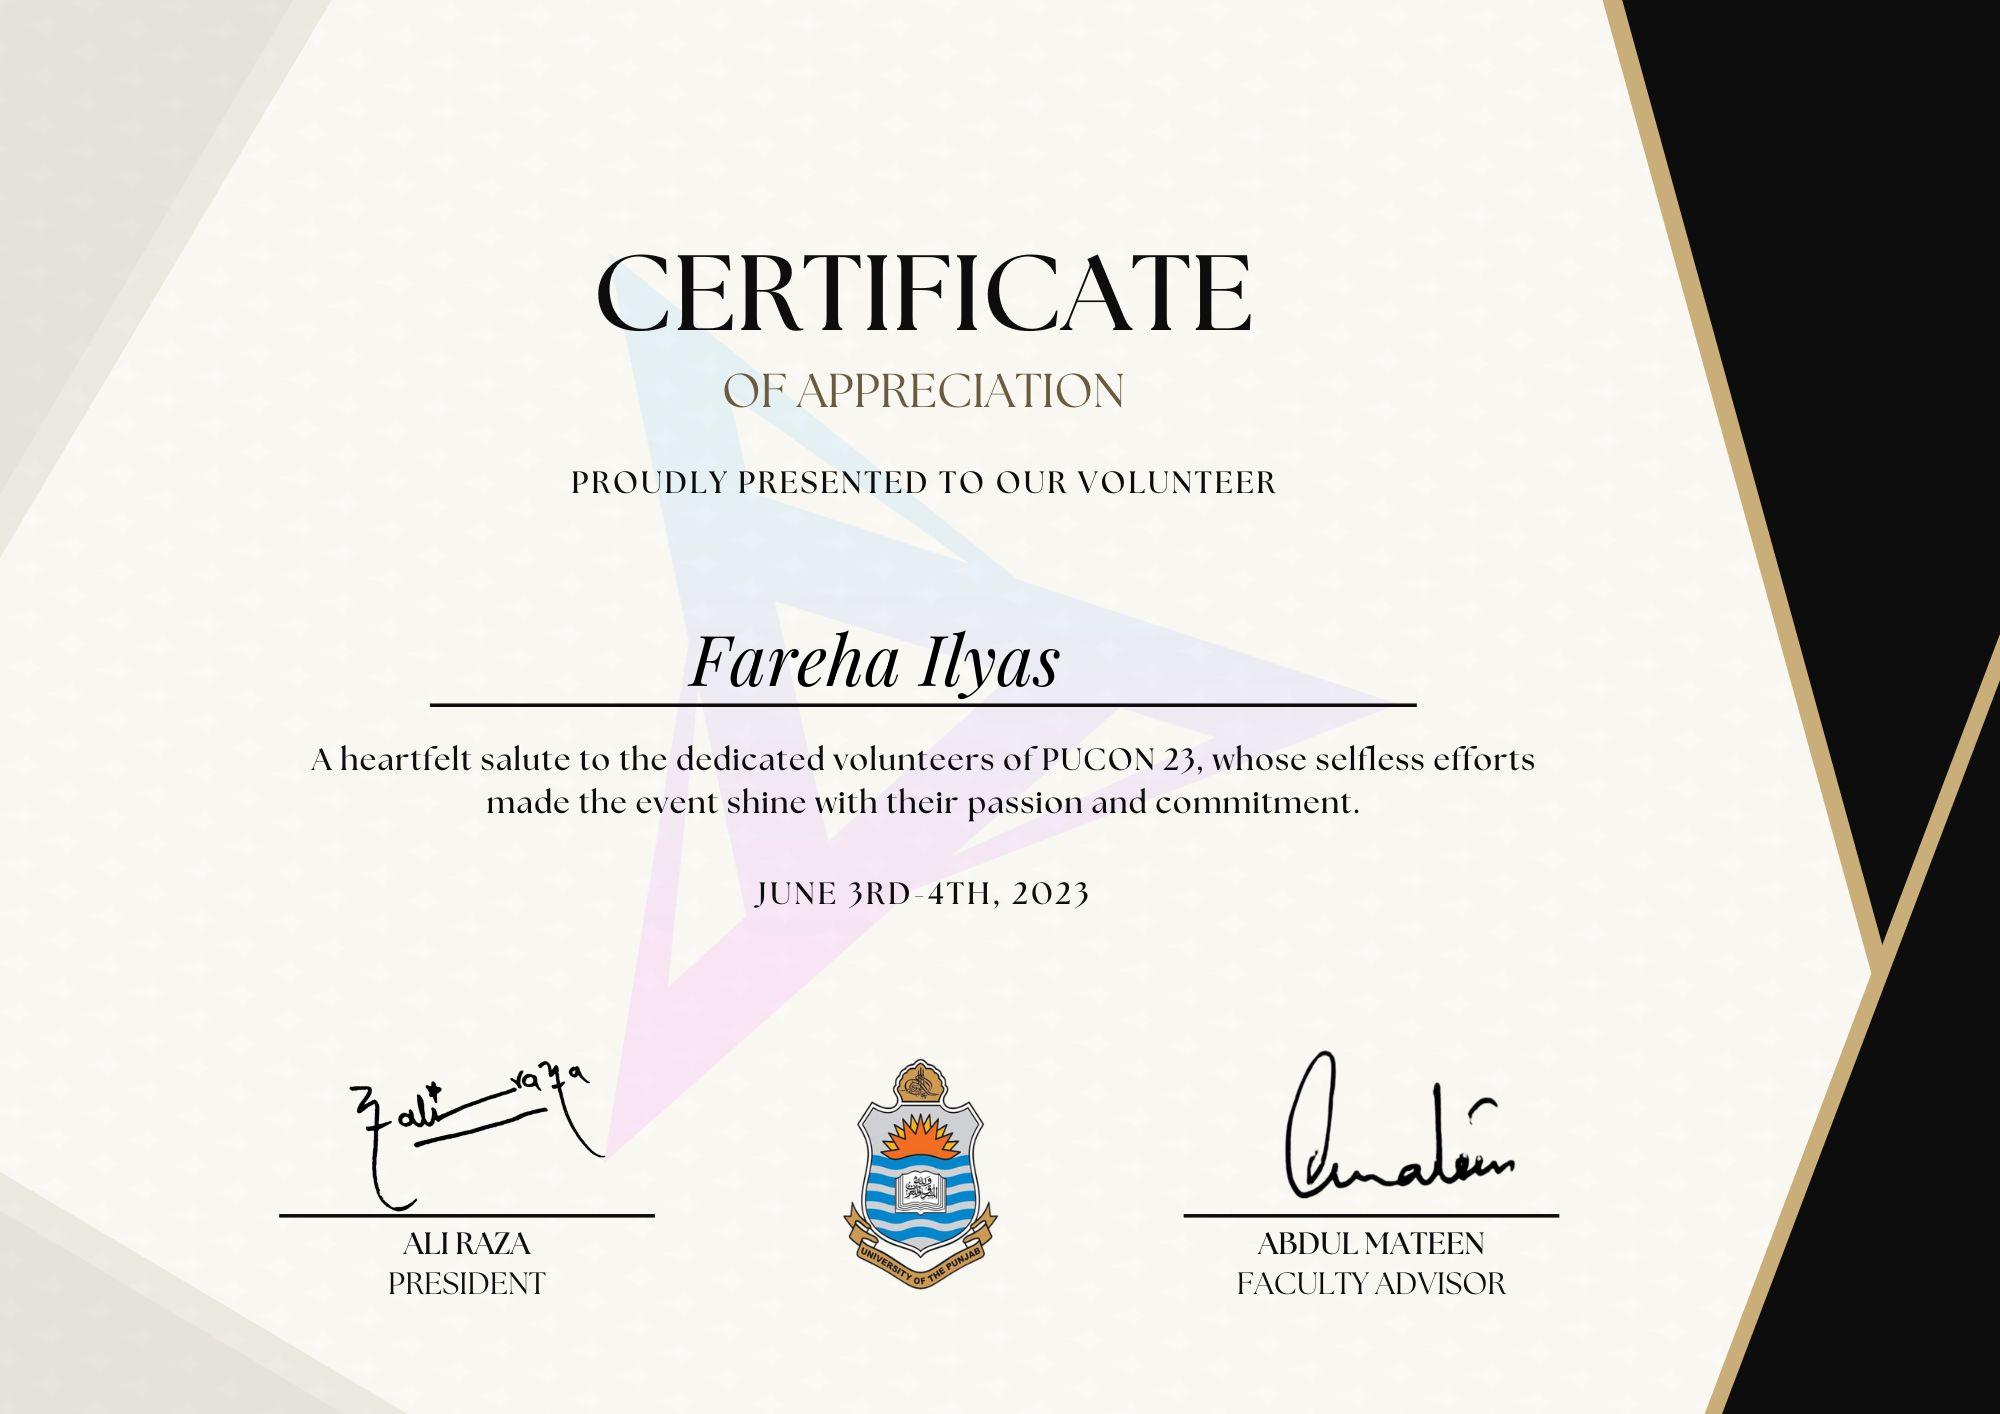 CERTIFICATE
OF APPRECIATION
PROUDLY PRESENTED TO OUR VOLUNTEER
Fareha Ilyas
A heartfelt salute to the dedicated volunteers of PUCON 23, whose selfless efforts
made the event shine with their passion and commitment.
JUNE 3RD-4TH, 2023
ali raza
Amateen
ALI RAZA
PRESIDENT
UNIVERSITY OF THE PUNJAB
ABDUL MATEEN
FACULTY ADVISOR